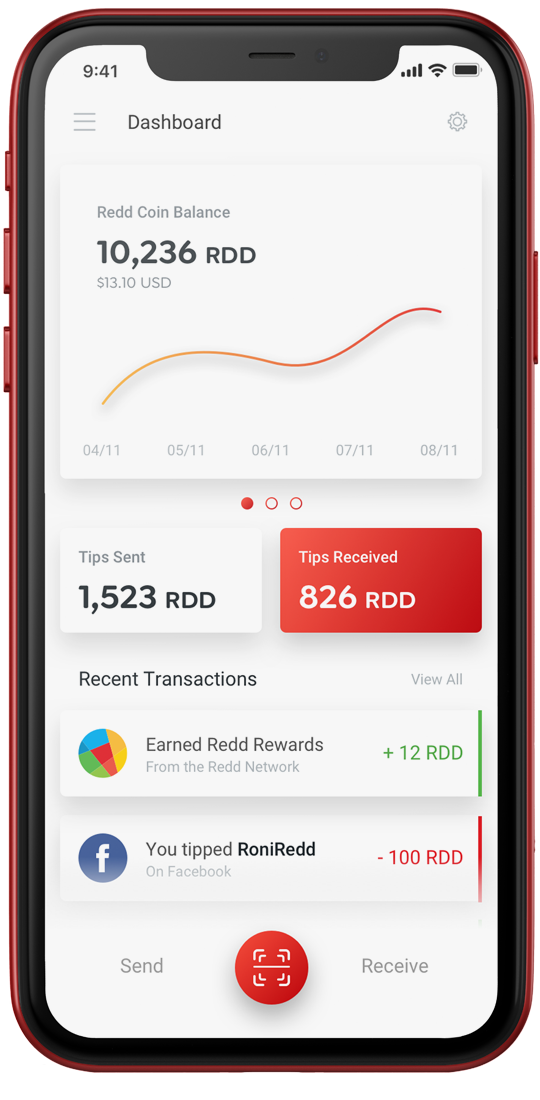 9:41
Dashboard
Redd Coin Balance
10,236 RDD
$13.10 USD
04/11 05/11 06/11 07/11 08/11
Tips Sent
1,523 RDD
Tips Received
826 RDD
Recent Transactions
View All
Earned Redd Rewards
From the Redd Network
+ 12 RDD
You tipped RoniRedd
On Facebook
- 100 RDD
f
Send
Receive